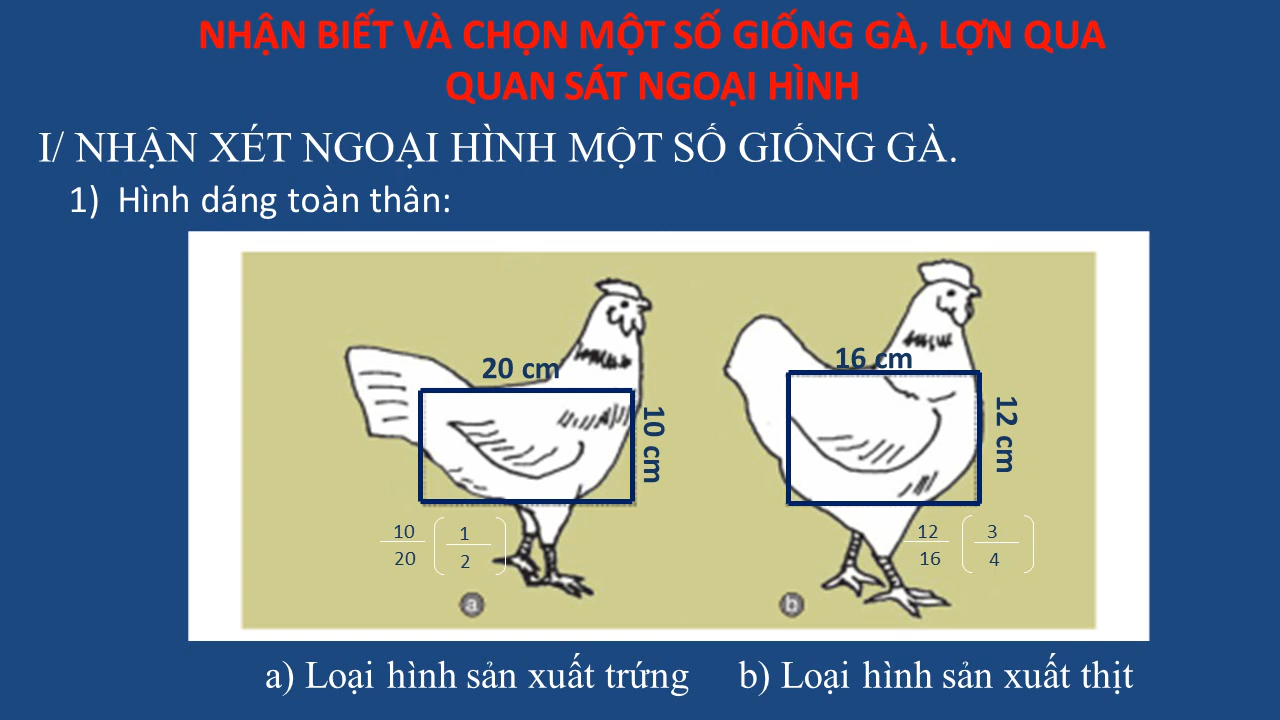 NHẬN BIẾT VÀ CHỌN MỘT SỐ GIỐNG GÀ, LỢN QUA
QUAN SÁT NGOẠI HÌNH
I/ NHẬN XÉT NGOẠI HÌNH MỘT SỐ GIỐNG GÀ.
1) Hình dáng toàn thân:
20 cm
10 cm
16 cm
12 cm
10
20
1
2
12
16
3
4
a
b
a) Loại hình sản xuất trứng
b) Loại hình sản xuất thịt